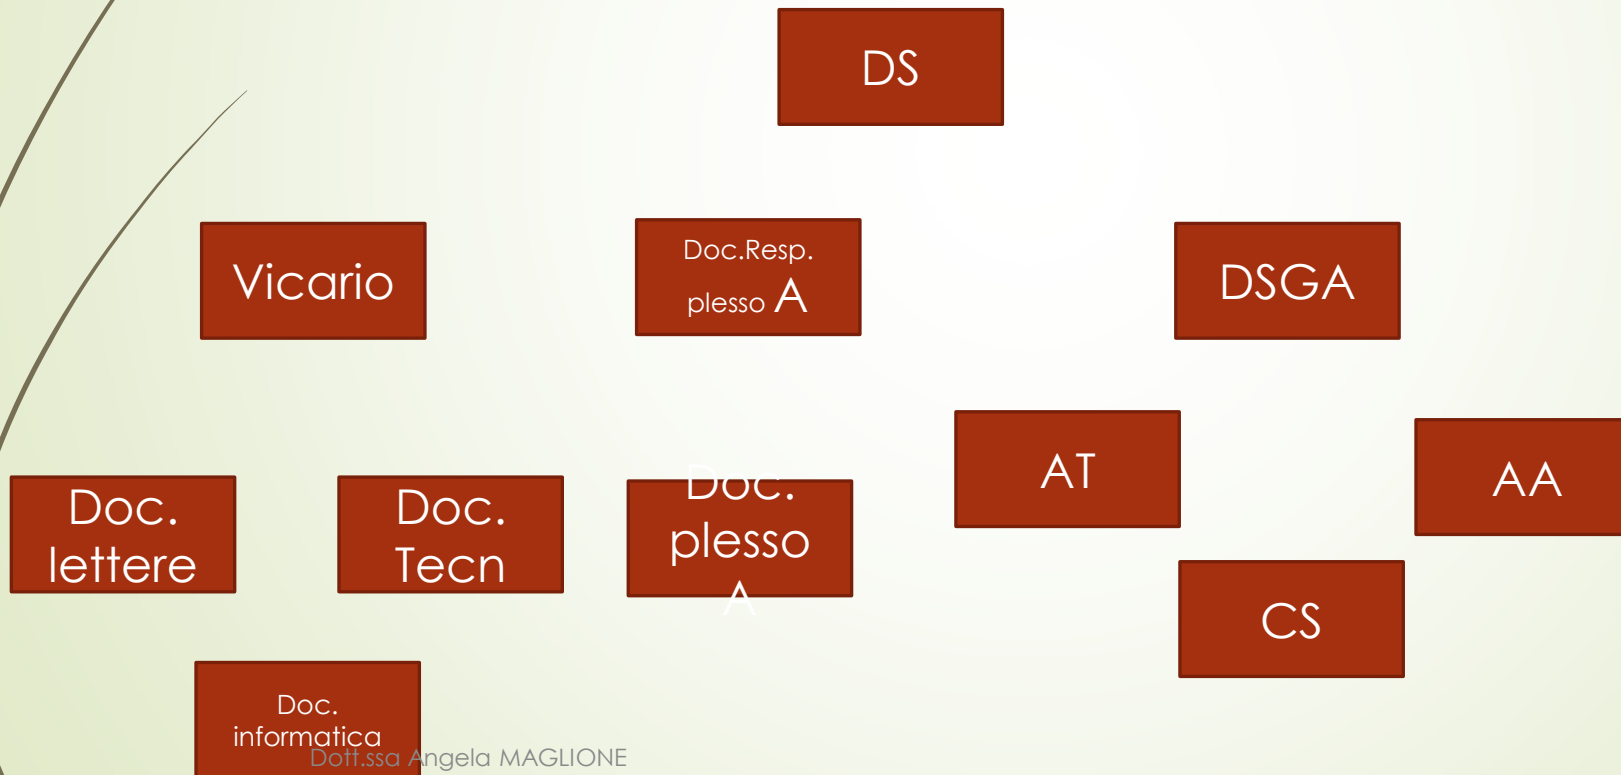 DS
Vicario
Doc.Resp.
plesso A
DSGA
AT
AA
Doc.
lettere
Doc.
Tecn
Doc.
plesso
A
CS
Doc.
informatica
Dott.ssa Angela MAGLIONE